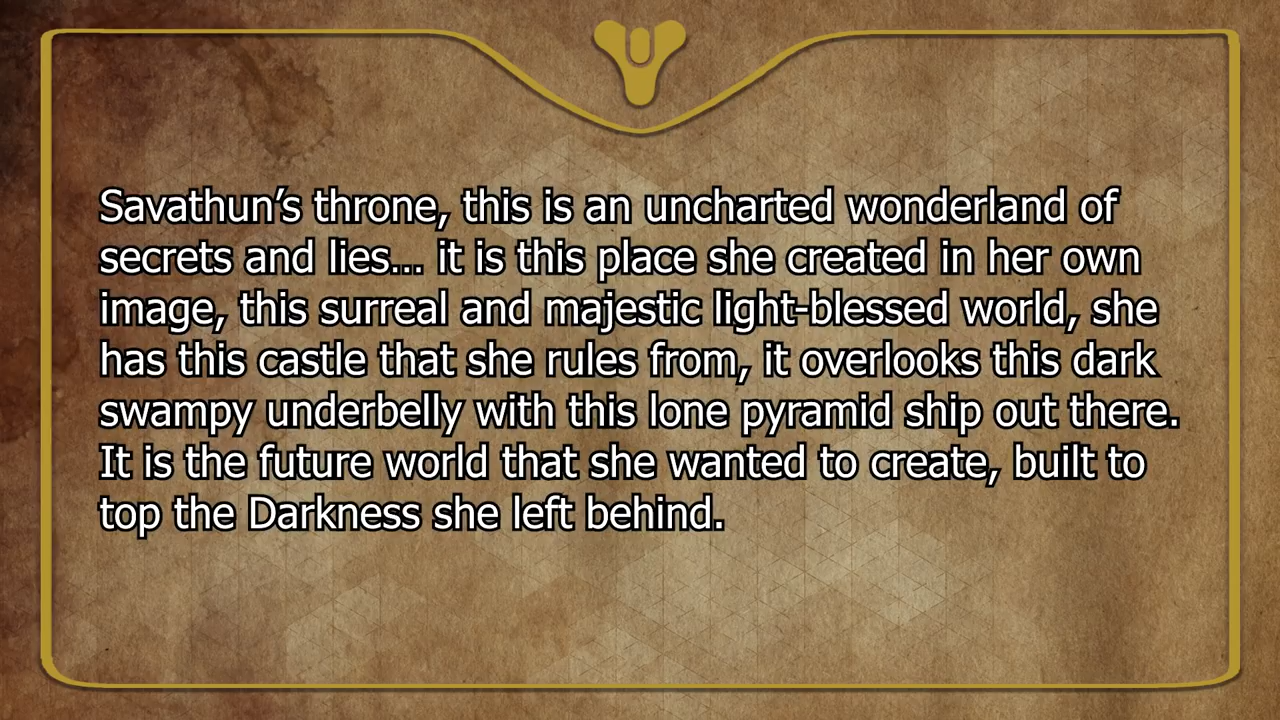 Savathun’s throne, this is an uncharted wonderland of
secrets and lies... it is this place she created in her own
image, this surreal and majestic light-blessed world, she
has this castle that she rules from, it overlooks this dark
swampy underbelly with this lone pyramid ship out there.
It is the future world that she wanted to create, built to
top the Darkness she left behind.